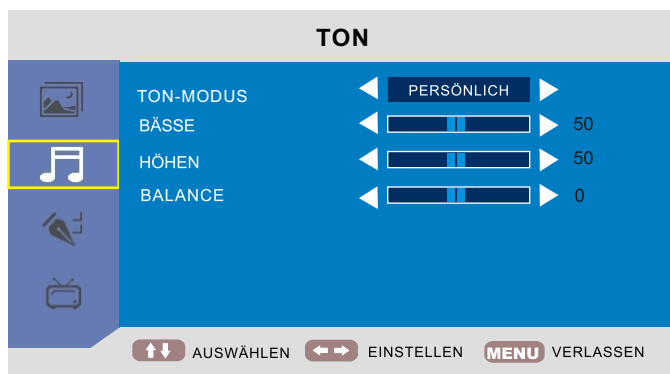 TON
TON-MODUS PERSÖNLICH
BÄSSE 50
HÖHEN 50
BALANCE 0
AUSWÄHLEN EINSTELLEN MENU VERLASSEN